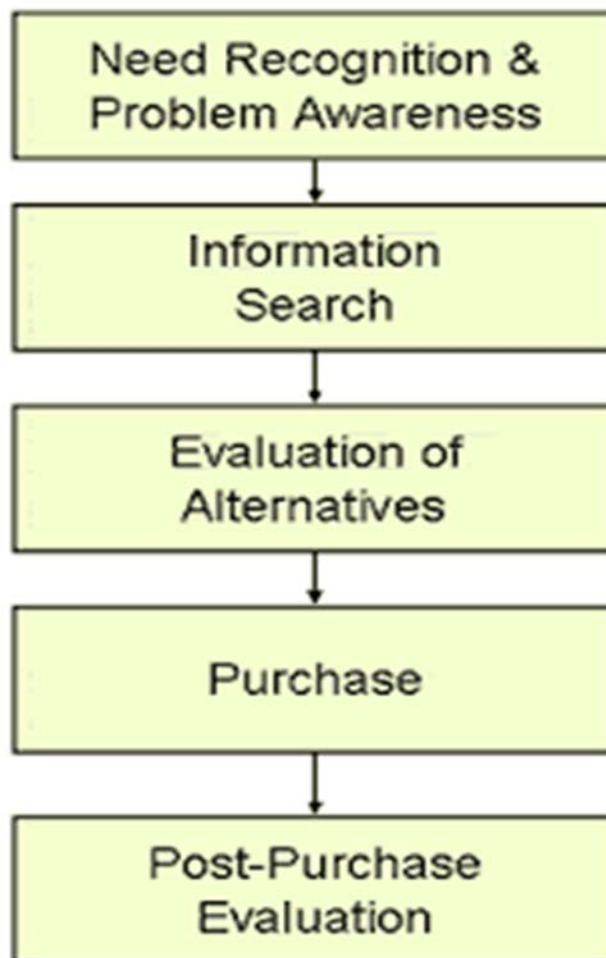 Need Recognition &
Problem Awareness
Information
Search
Evaluation of
Alternatives
Purchase
Post-Purchase
Evaluation